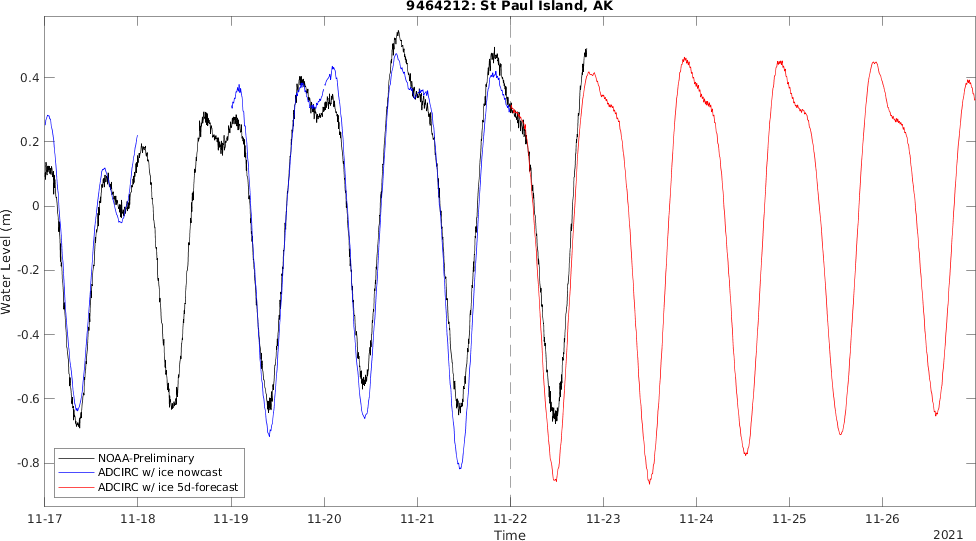 9464212: St Paul Island, AK
0.4
0.2
0
-0.2
-0.4
-0.6
-0.8
Water Level (m)
NOAA-Preliminary
ADCIRC w/ ice nowcast
ADCIRC w/ ice 5d-forecast
11-17 11-18 11-19 11-20 11-21 11-22 11-23 11-24 11-25 11-26
Time
2021